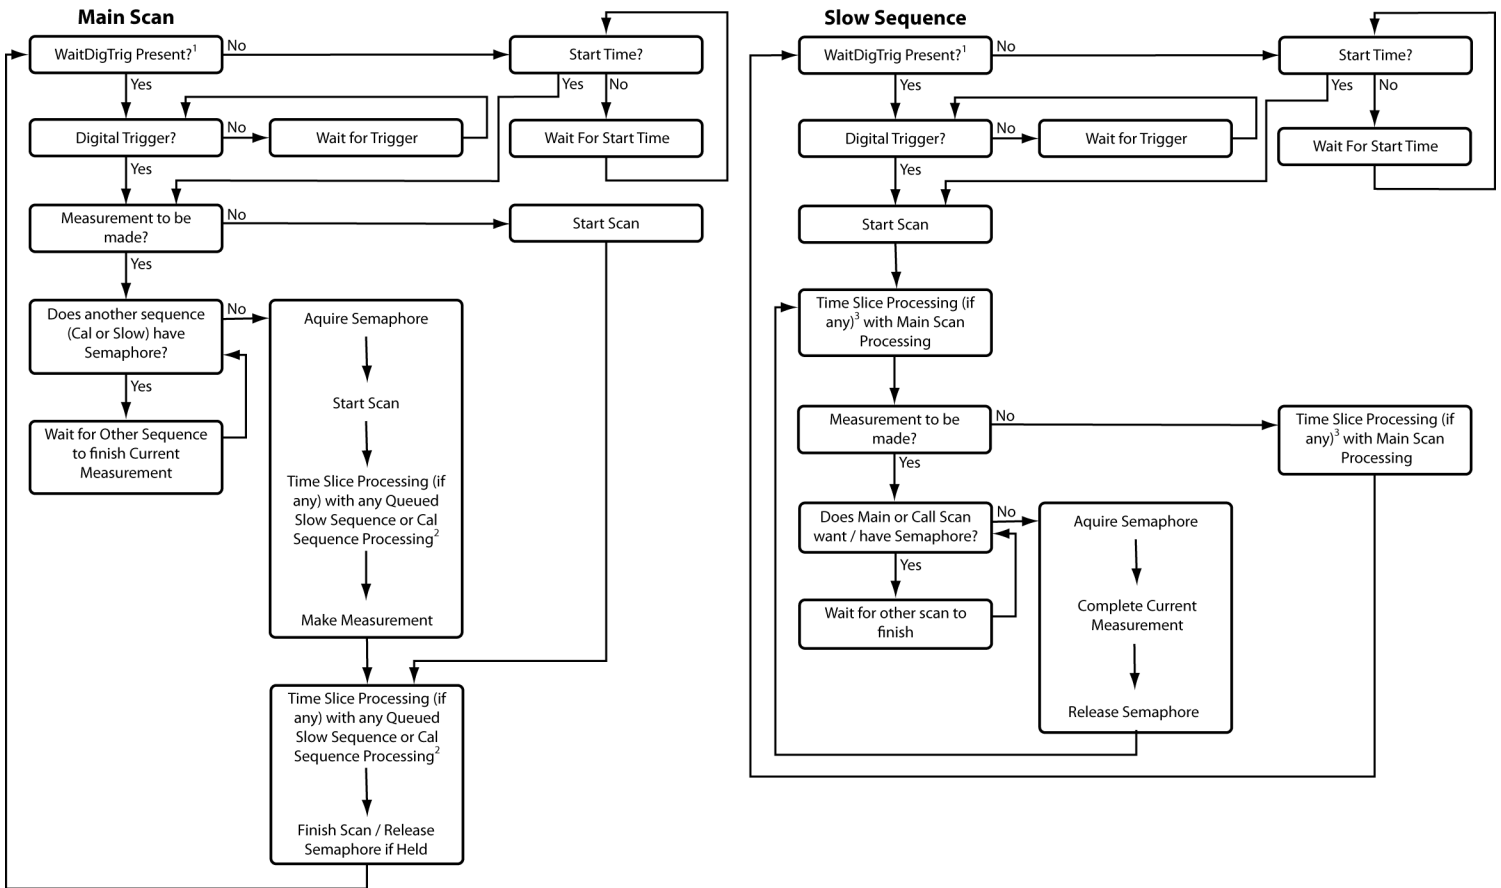 Main Scan
WaitDigTrig Present?1
No
Start Time?
Yes
Yes
No
Digital Trigger?
No
Wait for Trigger
Wait For Start Time
Yes
Measurement to be
made?
No
Start Scan
Yes
Does another sequence
(Cal or Slow) have
Semaphore?
No
Yes
Wait for Other Sequence
to finish Current
Measurement
Aquire Semaphore
Start Scan
Time Slice Processing (if
any) with any Queued
Slow Sequence or Cal
Sequence Processing2
Make Measurement
Time Slice Processing (if
any) with any Queued
Slow Sequence or Cal
Sequence Processing2
Finish Scan / Release
Semaphore if Held
Slow Sequence
WaitDigTrig Present?1
No
Start Time?
Yes
Yes
No
Digital Trigger?
No
Wait for Trigger
Wait For Start Time
Yes
Start Scan
Time Slice Processing (if
any)3 with Main Scan
Processing
Measurement to be
made?
No
Time Slice Processing (if
any)3 with Main Scan
Processing
Yes
Does Main or Call Scan
want / have Semaphore?
No
Yes
Wait for other scan to
finish
Aquire Semaphore
Complete Current
Measurement
Release Semaphore